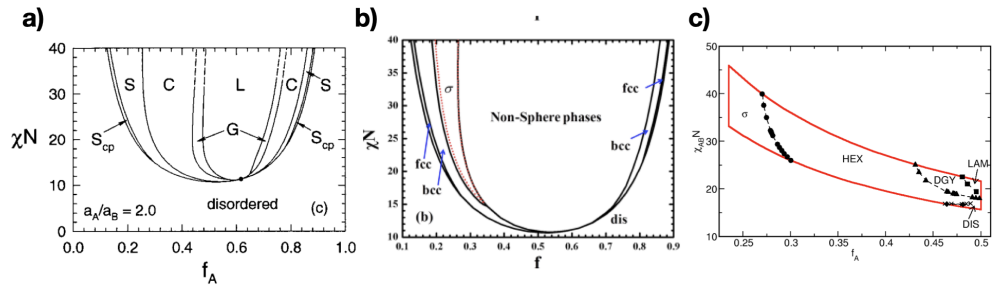 a)
40
30
20
10
0
χN
S
C
L
C
S
G
S_cp
S_cp
disordered
a_A/a_B = 2.0
(c)
0.0 0.2 0.4 0.6 0.8 1.0
f_A
b)
40
35
30
25
20
15
10
χN
σ
fcc
Non-Sphere phases
fcc
bcc
bcc
(b)
dis
0.1 0.2 0.3 0.4 0.5 0.6 0.7 0.8 0.9
f
c)
50
40
30
20
10
χ_AB N
σ
HEX
DGY
LAM
DIS
0.25 0.3 0.35 0.4 0.45 0.5
f_A